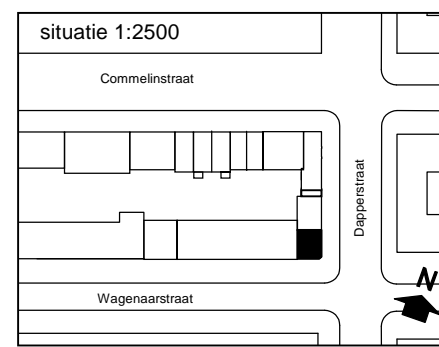 situatie 1:2500
Commelinstraat
Dapperstraat
Wagenaarstraat
N